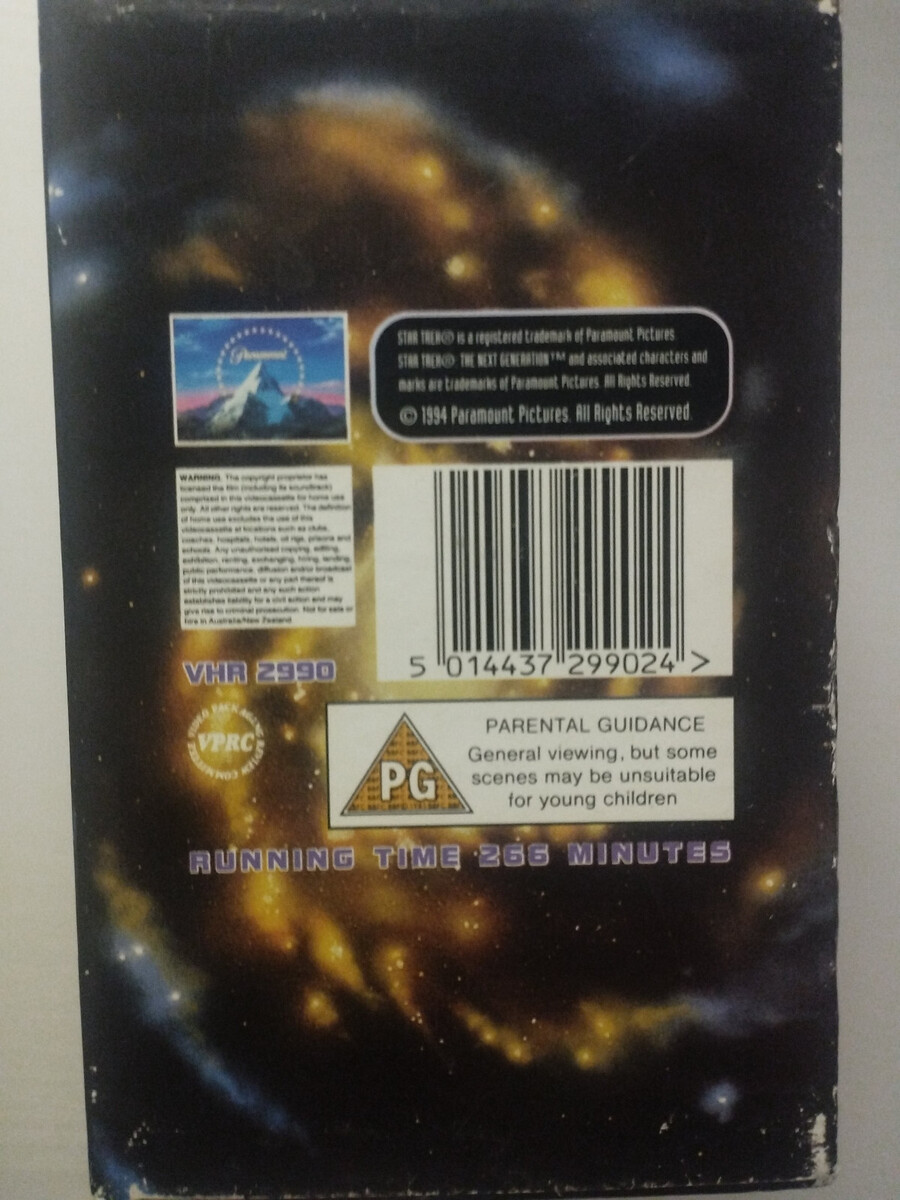 Paramount
STAR TREK® is a registered trademark of Paramount Pictures.
STAR TREK® THE NEXT GENERATION™ and associated characters and
marks are trademarks of Paramount Pictures. All Rights Reserved.
© 1994 Paramount Pictures. All Rights Reserved.
WARNING. The copyright proprietor has
licensed the film (including its soundtrack)
comprised in this videocassette for home use
only. All other rights are reserved. The definition
of home use excludes the use of this
videocassette at locations such as clubs,
coaches, hospitals, hotels, oil rigs, prisons and
schools. Any unauthorised copying, editing,
exhibition, renting, exchanging, hiring, lending,
public performance, diffusion and/or broadcast
of this videocassette or any part thereof is
strictly prohibited and any such action
establishes liability for a civil action and may
give rise to criminal prosecution. Not for sale or
hire in Australia/New Zealand
5 014437 299024 >
VHR 2990
VIDEO PACKAGING REVIEW COMMITTEE
VPRC
PG
PARENTAL GUIDANCE
General viewing, but some
scenes may be unsuitable
for young children
RUNNING TIME 266 MINUTES